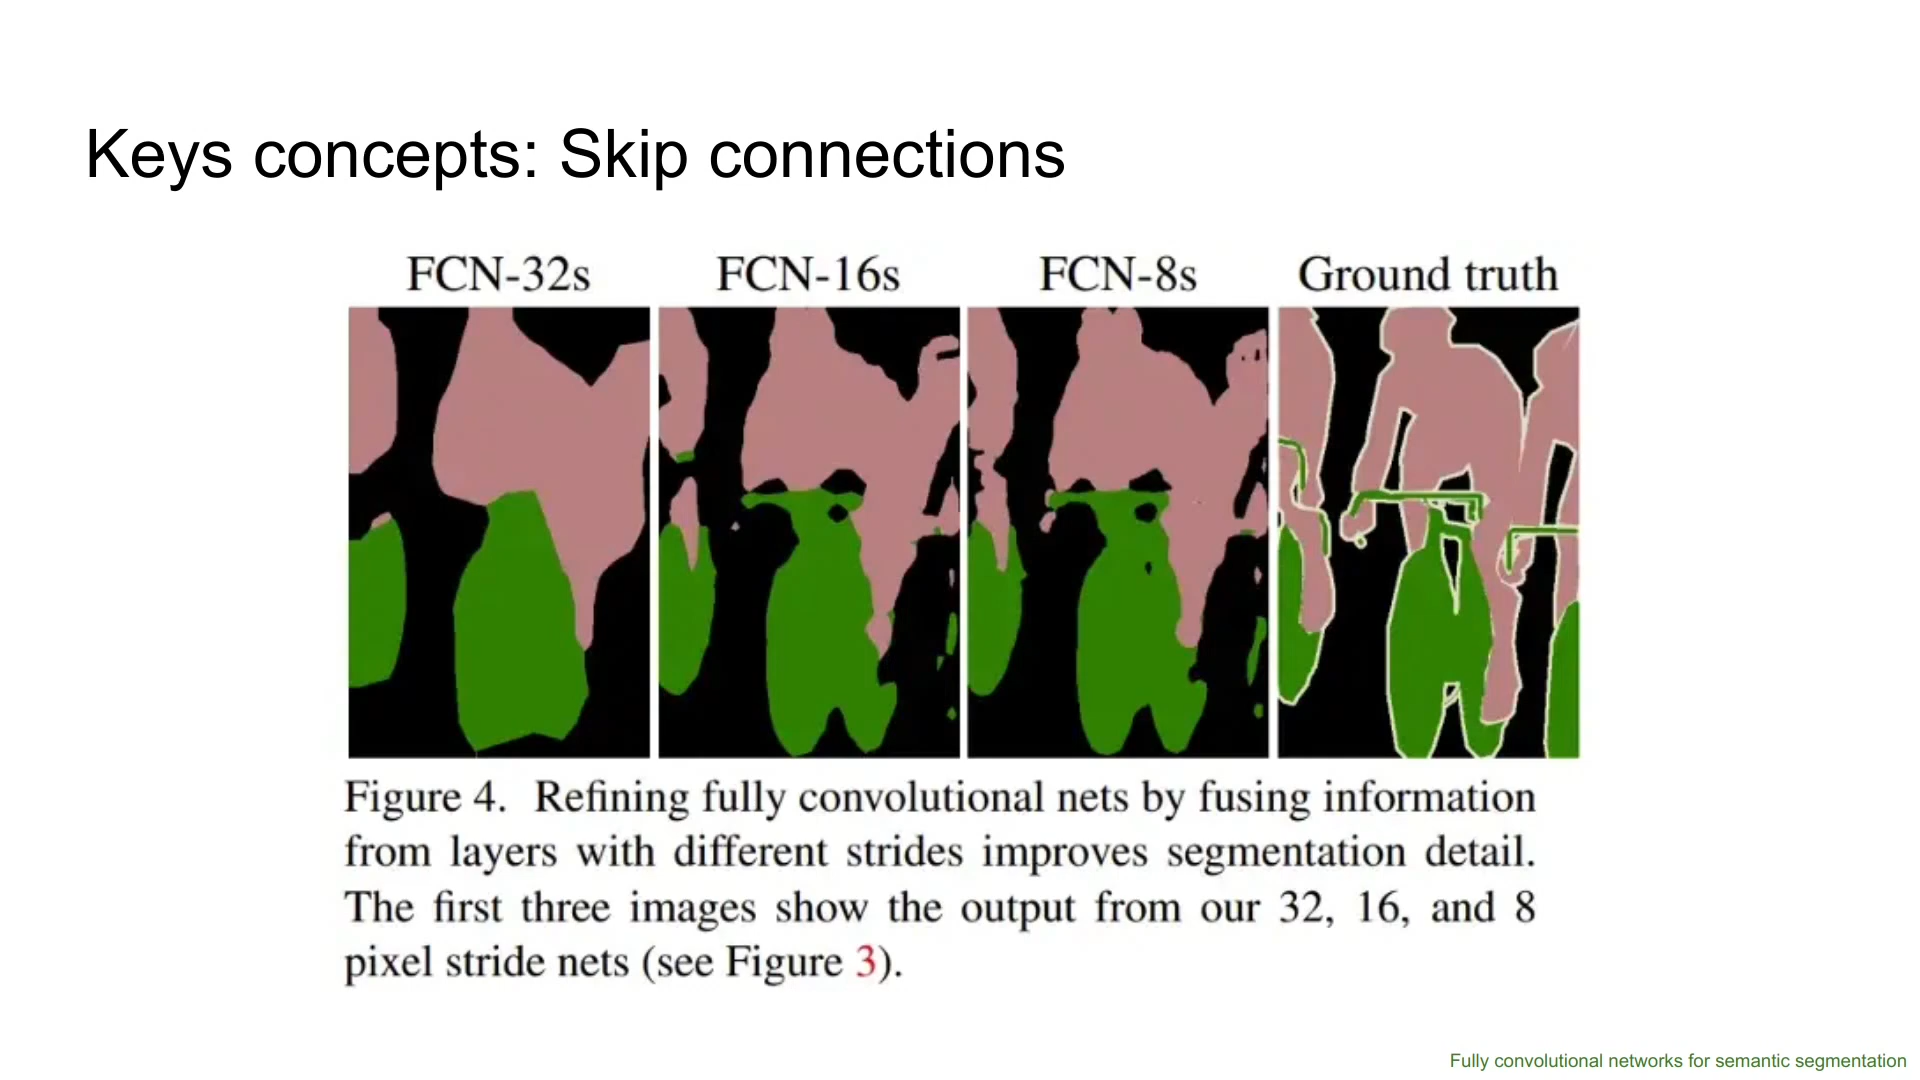 Keys concepts: Skip connections
FCN-32s FCN-16s FCN-8s Ground truth
Figure 4. Refining fully convolutional nets by fusing information
from layers with different strides improves segmentation detail.
The first three images show the output from our 32, 16, and 8
pixel stride nets (see Figure 3).
Fully convolutional networks for semantic segmentation